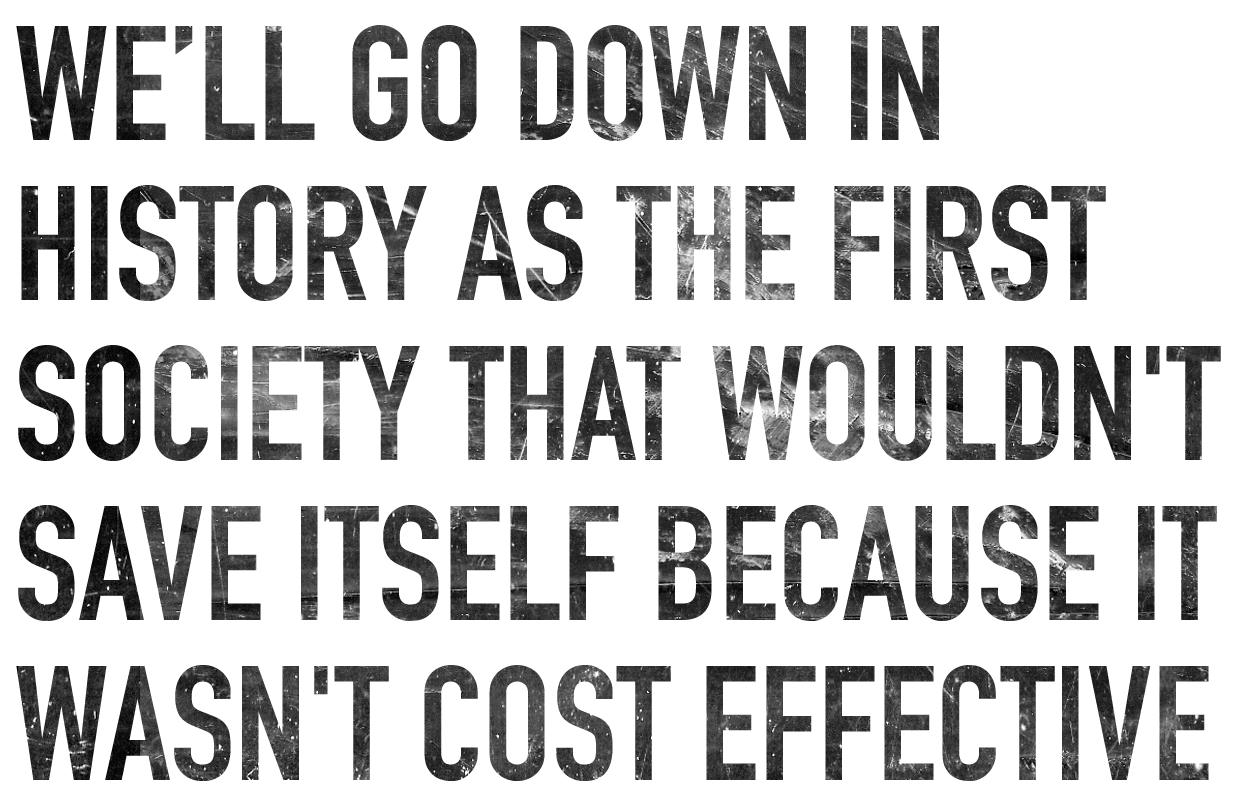 WE’LL GO DOWN IN
HISTORY AS THE FIRST
SOCIETY THAT WOULDN'T
SAVE ITSELF BECAUSE IT
WASN'T COST EFFECTIVE